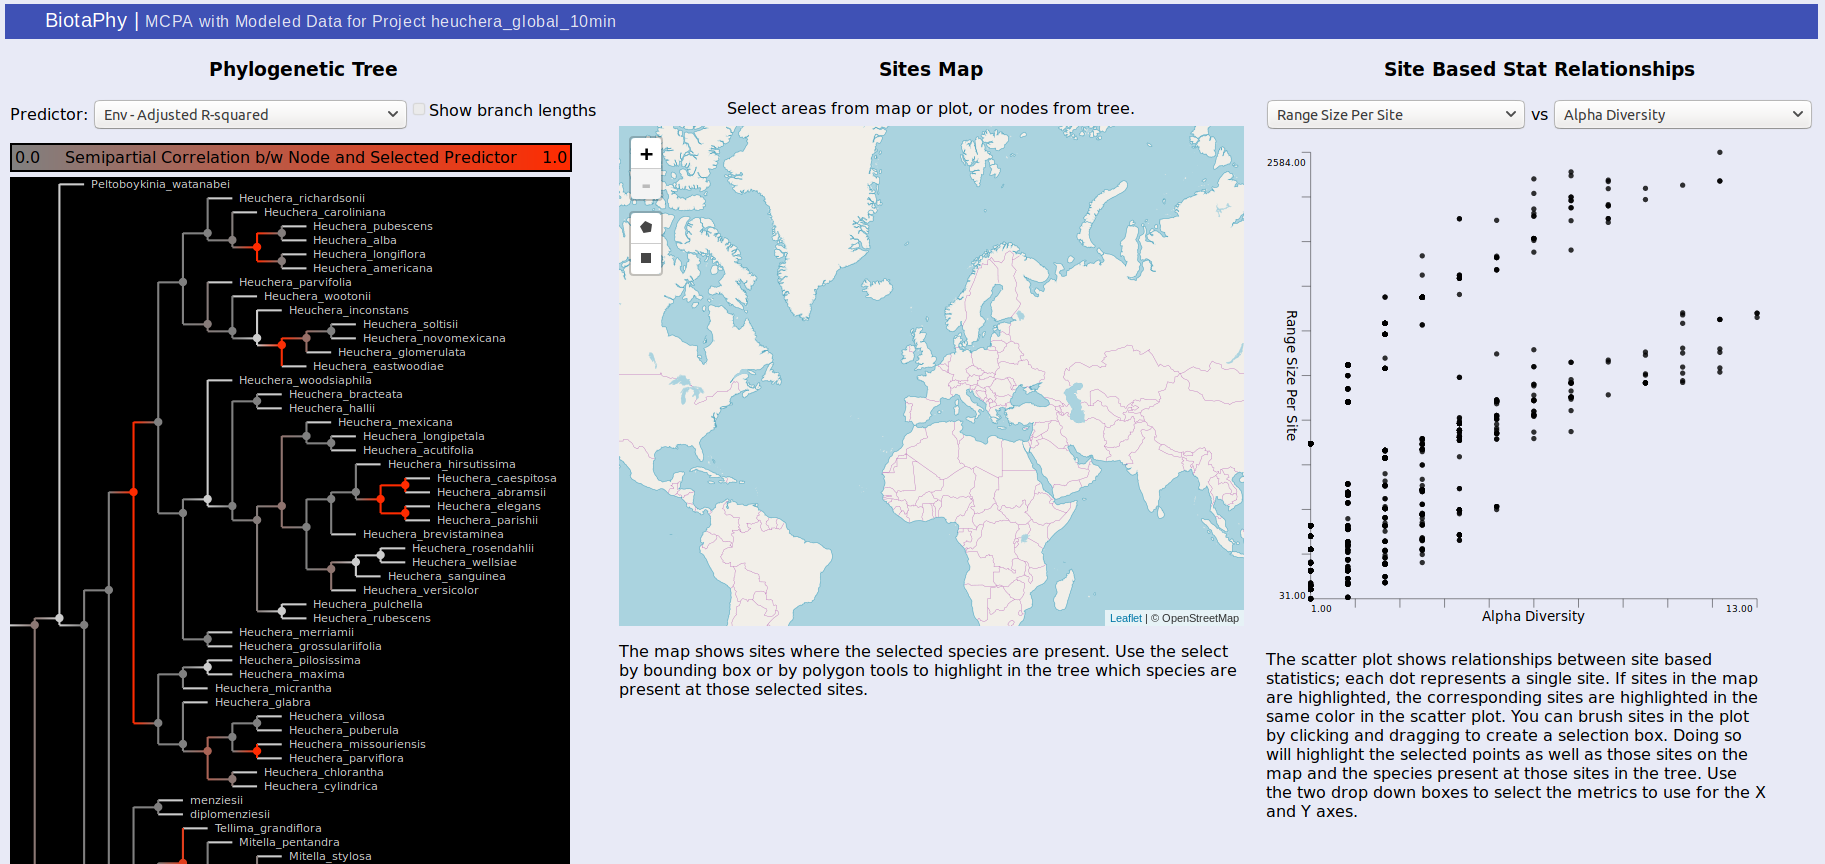 BiotaPhy | MCPA with Modeled Data for Project heuchera_global_10min
Phylogenetic Tree
Predictor: Env - Adjusted R-squared Show branch lengths
0.0 Semipartial Correlation b/w Node and Selected Predictor 1.0
Peltoboykinia_watanabei
Heuchera_richardsonii
Heuchera_caroliniana
Heuchera_pubescens
Heuchera_alba
Heuchera_longiflora
Heuchera_americana
Heuchera_parvifolia
Heuchera_wootonii
Heuchera_inconstans
Heuchera_soltisii
Heuchera_novomexicana
Heuchera_glomerulata
Heuchera_eastwoodiae
Heuchera_woodsiaphila
Heuchera_bracteata
Heuchera_hallii
Heuchera_mexicana
Heuchera_longipetala
Heuchera_acutifolia
Heuchera_hirsutissima
Heuchera_caespitosa
Heuchera_abramsii
Heuchera_elegans
Heuchera_parishii
Heuchera_brevistaminea
Heuchera_rosendahlii
Heuchera_wellsiae
Heuchera_sanguinea
Heuchera_versicolor
Heuchera_pulchella
Heuchera_rubescens
Heuchera_merriamii
Heuchera_grossulariifolia
Heuchera_pilosissima
Heuchera_maxima
Heuchera_micrantha
Heuchera_glabra
Heuchera_villosa
Heuchera_puberula
Heuchera_missouriensis
Heuchera_parviflora
Heuchera_chlorantha
Heuchera_cylindrica
menziesii
diplomenziesii
Tellima_grandiflora
Mitella_pentandra
Mitella_stylosa
Sites Map
Select areas from map or plot, or nodes from tree.
+
-
Leaflet | © OpenStreetMap
The map shows sites where the selected species are present. Use the select
by bounding box or by polygon tools to highlight in the tree which species are
present at those selected sites.
Site Based Stat Relationships
Range Size Per Site vs Alpha Diversity
2584.00
Range Size Per Site
31.00
1.00
13.00
Alpha Diversity
The scatter plot shows relationships between site based
statistics; each dot represents a single site. If sites in the map
are highlighted, the corresponding sites are highlighted in the
same color in the scatter plot. You can brush sites in the plot
by clicking and dragging to create a selection box. Doing so
will highlight the selected points as well as those sites on the
map and the species present at those sites in the tree. Use
the two drop down boxes to select the metrics to use for the X
and Y axes.